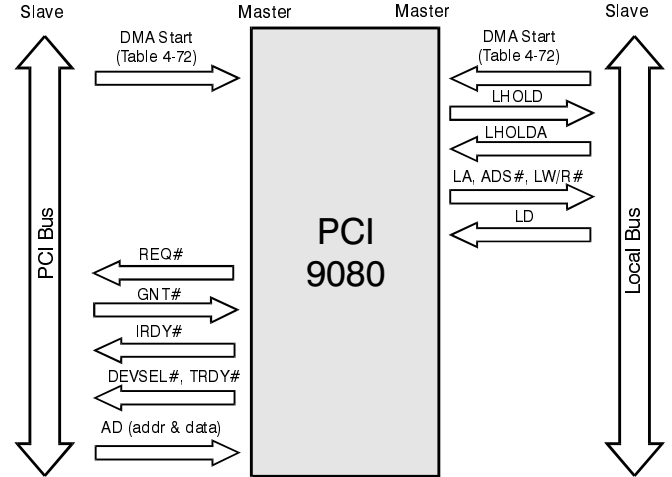 Slave
Master
Master
Slave
DMA Start
(Table 4-72)
DMA Start
(Table 4-72)
LHOLD
LHOLDA
LA, ADS#, LW/R#
LD
PCI Bus
PCI
9080
Local Bus
REQ#
GNT#
IRDY#
DEVSEL#, TRDY#
AD (addr & data)